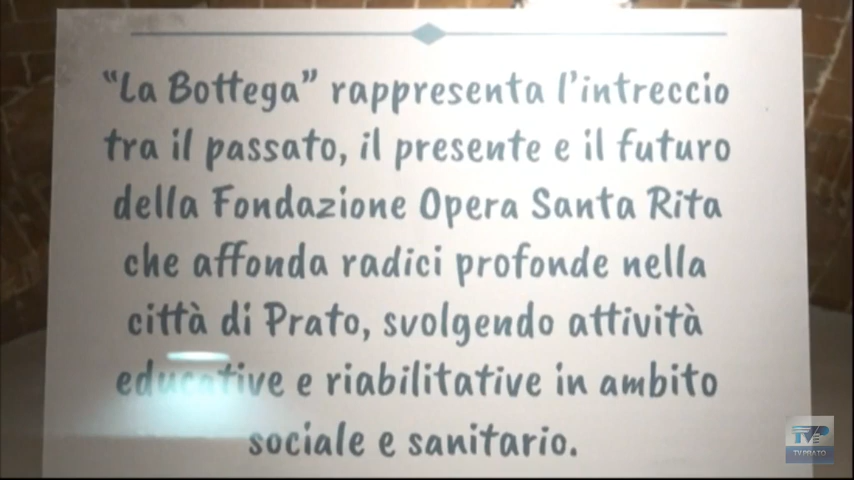 “La Bottega” rappresenta l’intreccio
tra il passato, il presente e il futuro
della Fondazione Opera Santa Rita
che affonda radici profonde nella
città di Prato, svolgendo attività
educative e riabilitative in ambito
sociale e sanitario.
TVP
TV PRATO